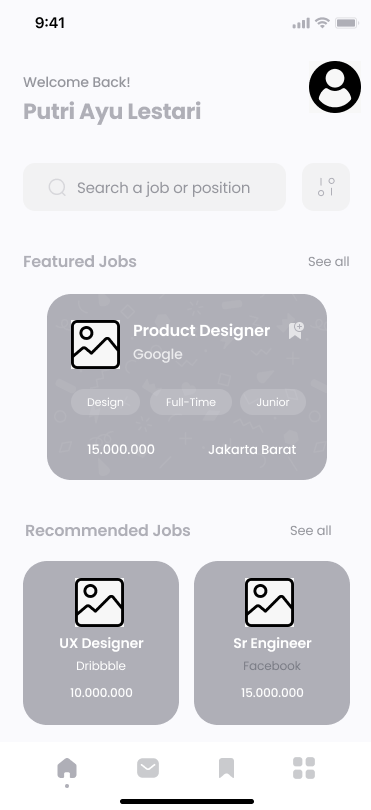 9:41
Welcome Back!
Putri Ayu Lestari
Search a job or position
Featured Jobs
See all
Product Designer
Google
Design
Full-Time
Junior
15.000.000
Jakarta Barat
Recommended Jobs
See all
UX Designer
Dribbble
10.000.000
Sr Engineer
Facebook
15.000.000